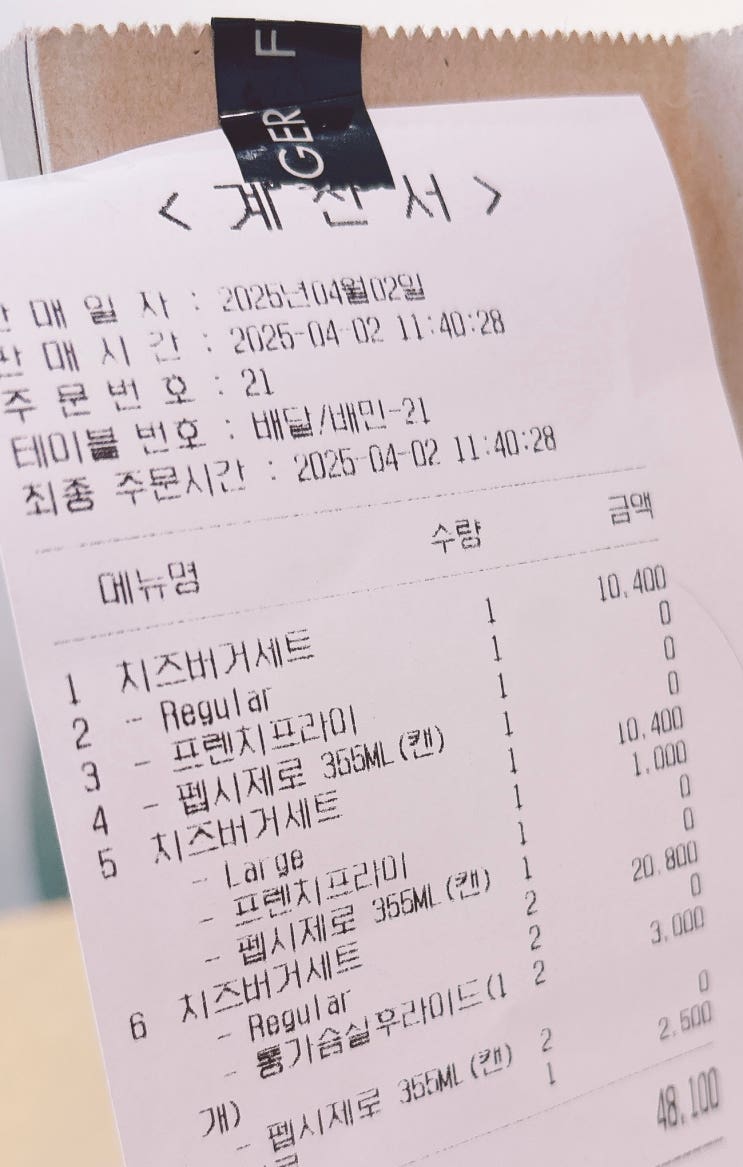 F
GER
< 계 산 서 >
판 매 일 자 : 2025년04월02일
판 매 시 간 : 2025-04-02 11:40:28
주 문 번 호 : 21
테이블 번호 : 배달/배민-21
최종 주문시간 : 2025-04-02 11:40:28
메뉴명 수량 금액
1 치즈버거세트 1 10,400
2 - Regular 1 0
3 - 프렌치프라이 1 0
4 - 펩시제로 355ML(캔) 1 0
5 치즈버거세트 1 10,400
- Large 1 1,000
- 프렌치프라이 1 0
- 펩시제로 355ML(캔) 1 0
6 치즈버거세트 2 20,800
- Regular 2 0
- 통가슴실후라이드(1 2 3,000
개)
- 펩시제로 355ML(캔) 2 0
1 2,500
48,100